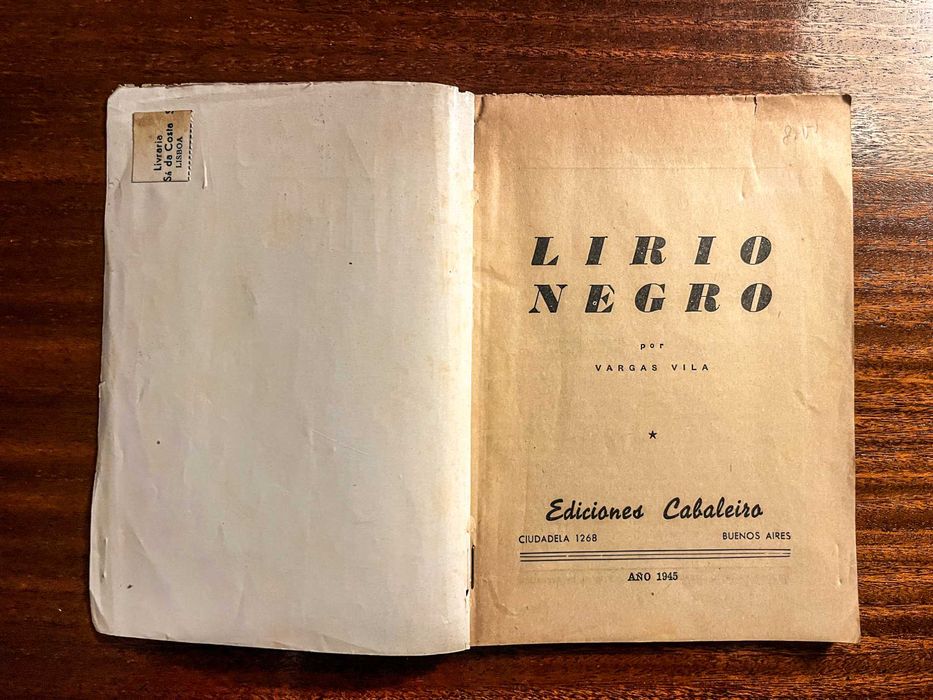 Livraria
Sá da Costa
LISBOA
LIRIO
NEGRO
por
VARGAS VILA
Ediciones Cabaleiro
CIUDADELA 1268 BUENOS AIRES
AÑO 1945